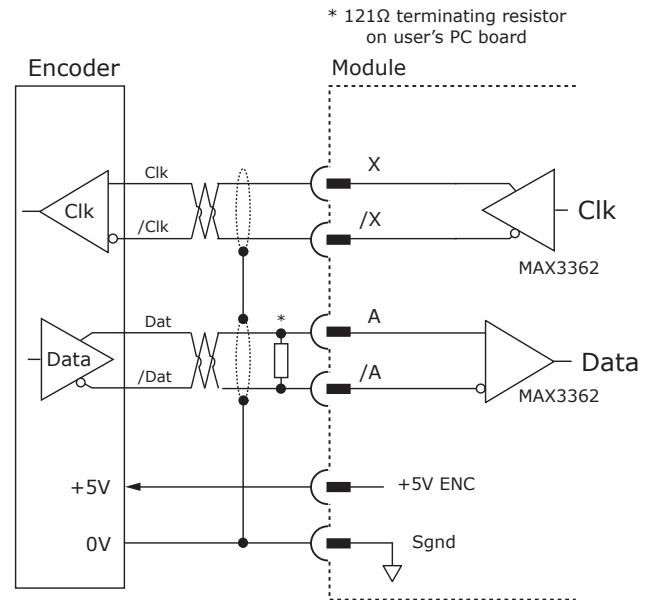 * 121Ω terminating resistor
on user's PC board
Encoder
Module
Clk
X
Clk
Clk
/Clk
/X
MAX3362
Dat
*
A
Data
Data
/Dat
/A
MAX3362
+5V
+5V ENC
0V
Sgnd